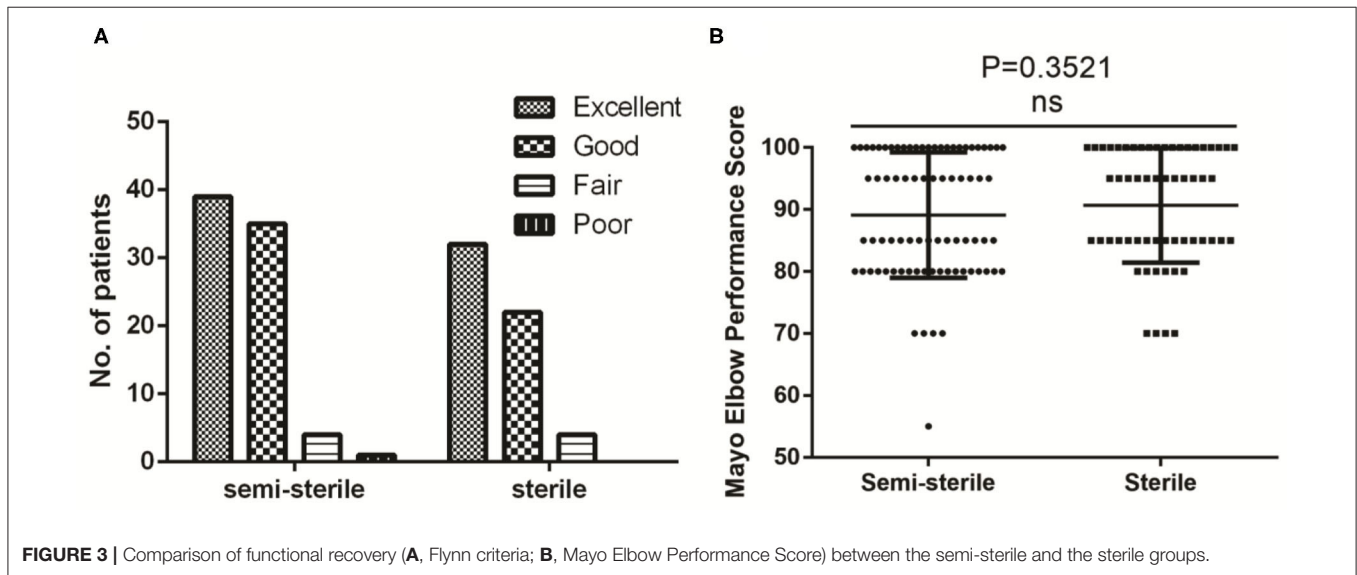 A
No. of patients
50
40
30
20
10
0
Excellent
Good
Fair
Poor
semi-sterile
sterile
B
P=0.3521
ns
Mayo Elbow Performance Score
100
90
80
70
60
50
Semi-sterile
Sterile
FIGURE 3 | Comparison of functional recovery (A, Flynn criteria; B, Mayo Elbow Performance Score) between the semi-sterile and the sterile groups.